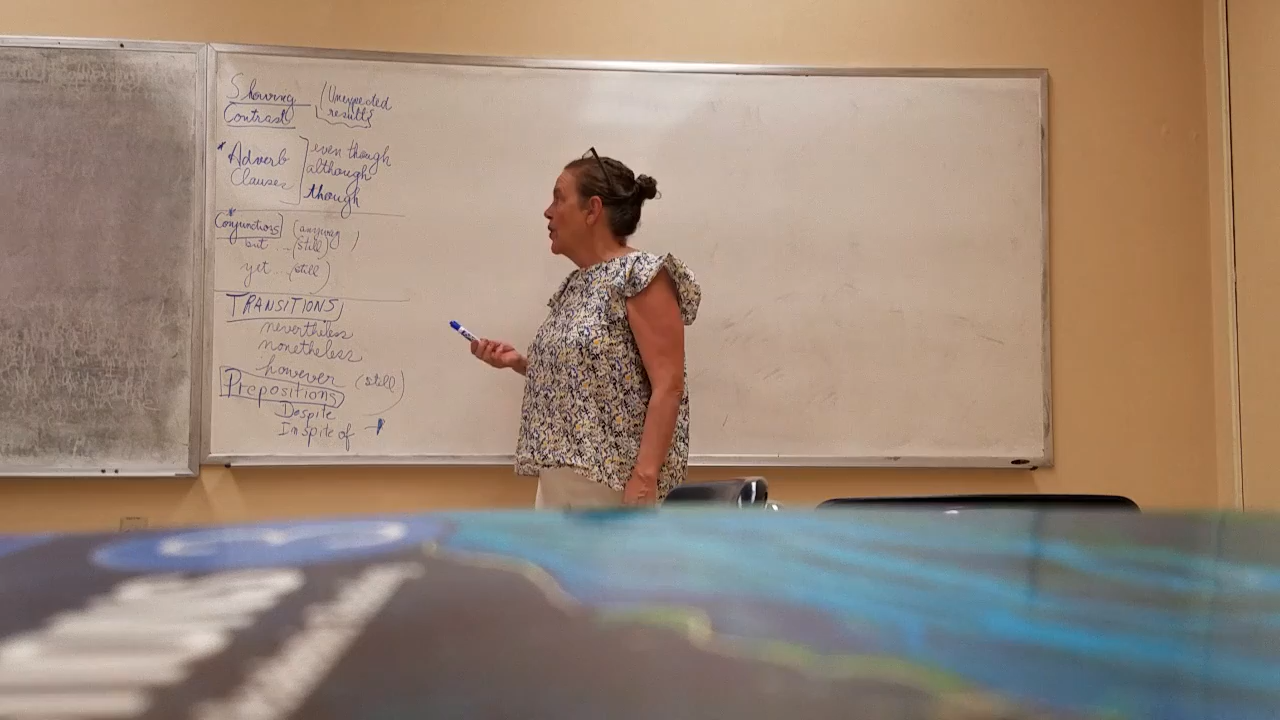 Showing (Unexpected
Contrast results
* Adverb even though
Clauses although
though
* Conjunctions (anyway)
but ... (still)
yet ... (still)
TRANSITIONS
nevertheless
nonetheless
however (still)
Prepositions
Despite
In spite of